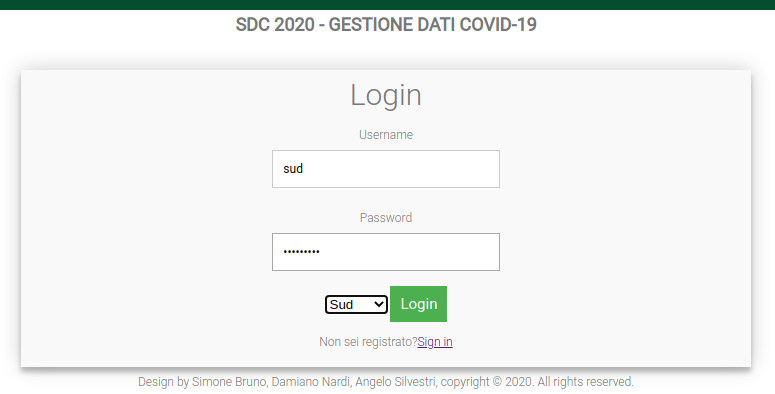 SDC 2020 - GESTIONE DATI COVID-19
Login
Username
sud
Password
•••••••••
Sud Login
Non sei registrato?Sign in
Design by Simone Bruno, Damiano Nardi, Angelo Silvestri, copyright © 2020. All rights reserved.